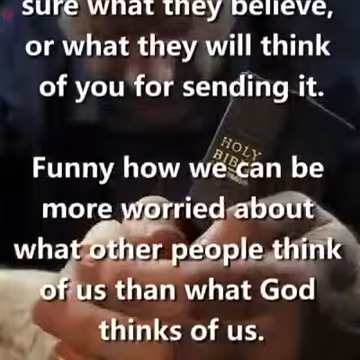 sure what they believe,
or what they will think
of you for sending it.
HOLY
BIBLE
Funny how we can be
more worried about
what other people think
of us than what God
thinks of us.